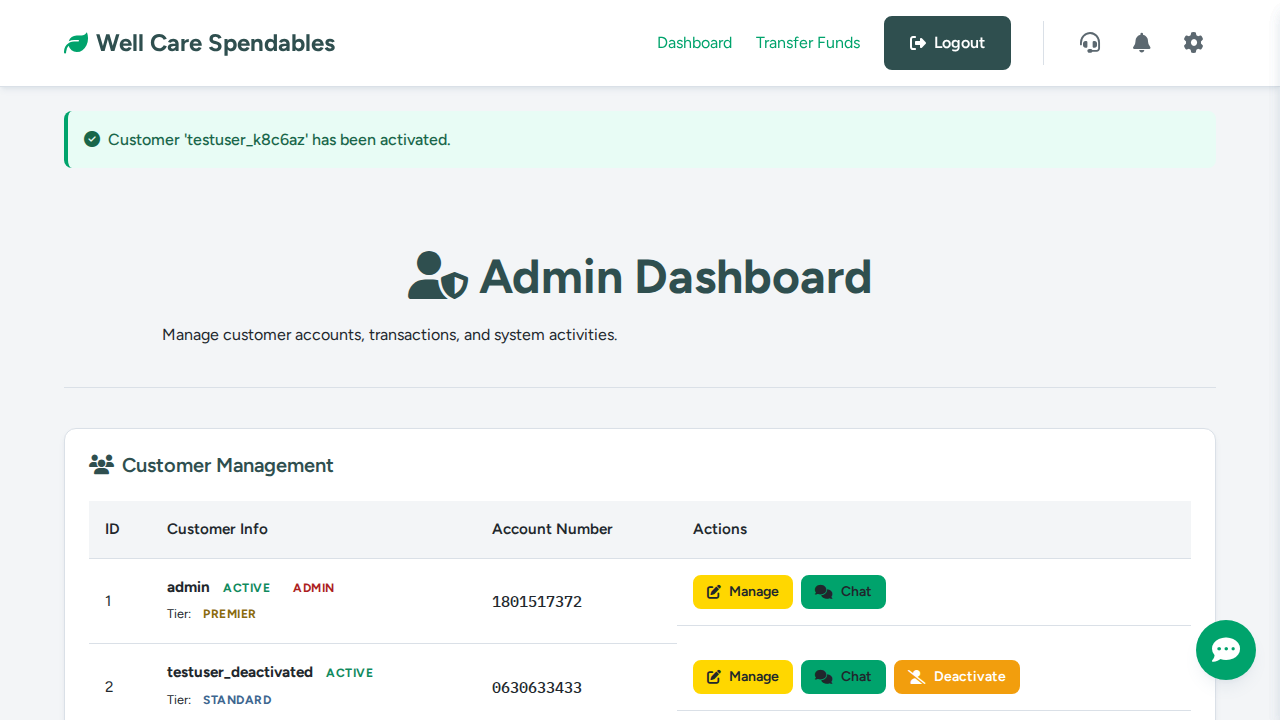 Well Care Spendables
Dashboard
Transfer Funds
Logout
Customer 'testuser_k8c6az' has been activated.
Admin Dashboard
Manage customer accounts, transactions, and system activities.
Customer Management
ID Customer Info Account Number Actions
1 admin ACTIVE ADMIN
Tier: PREMIER
1801517372
Manage Chat
2 testuser_deactivated ACTIVE
Tier: STANDARD
0630633433
Manage Chat Deactivate